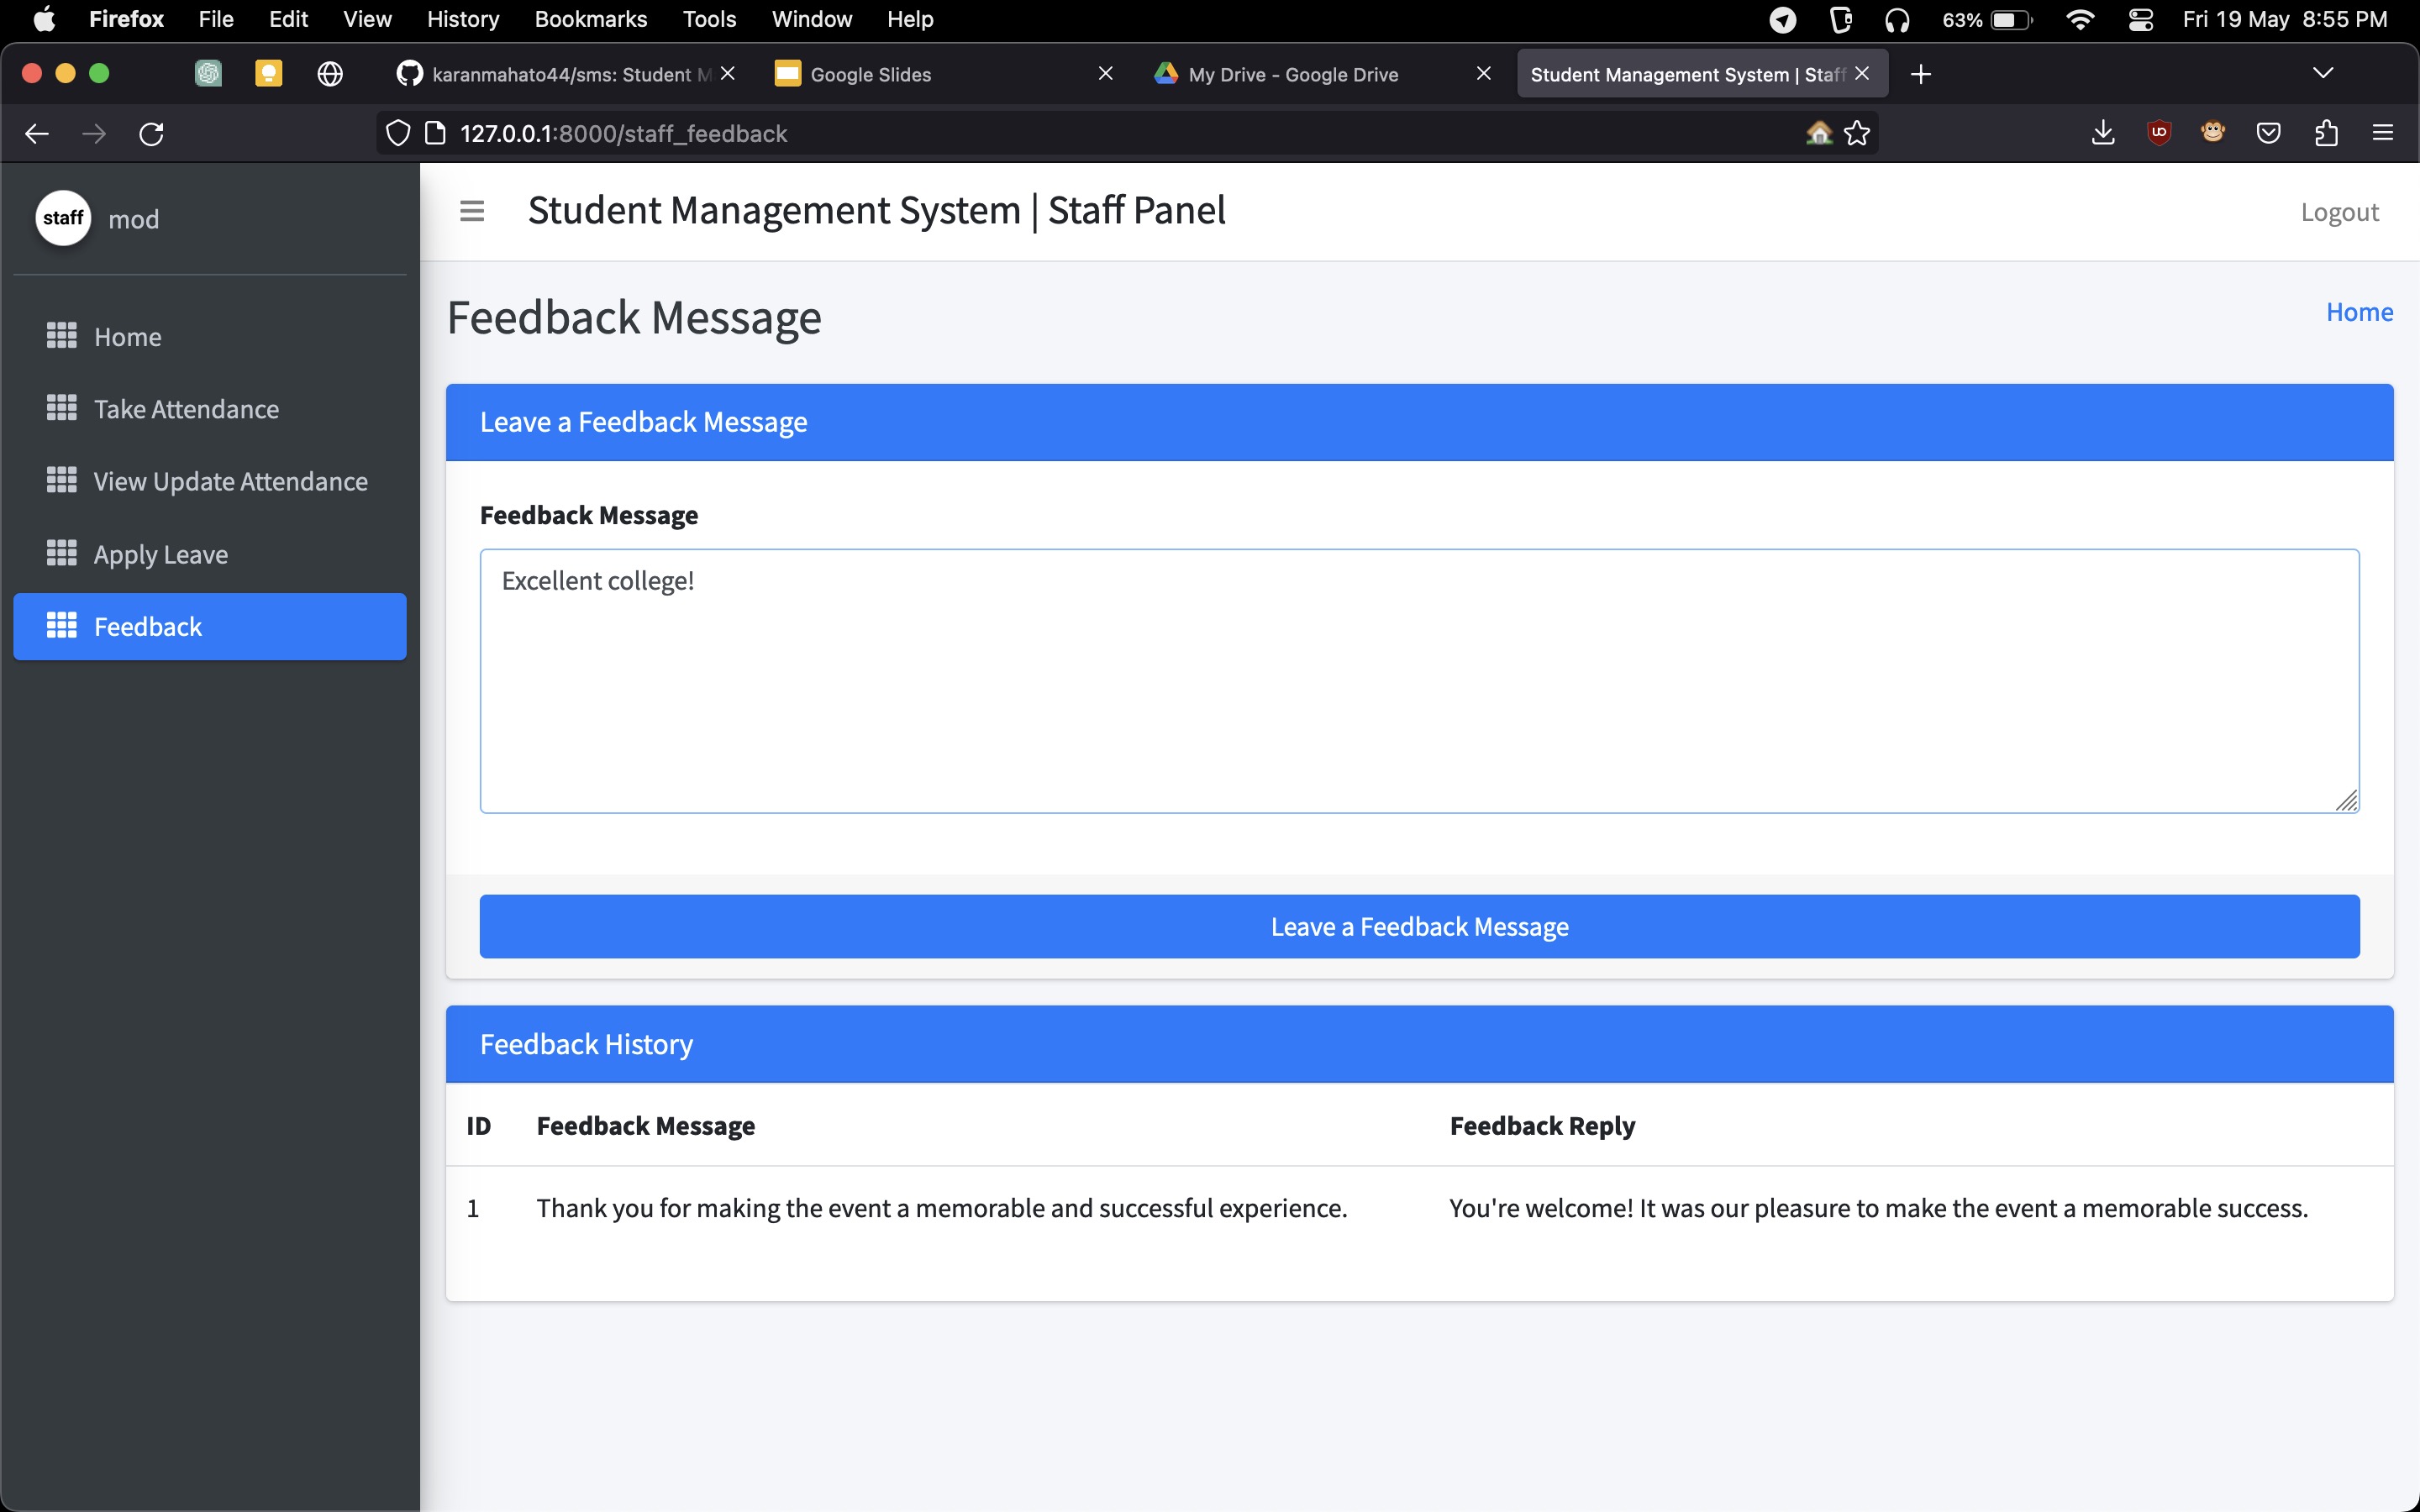 Firefox File Edit View History Bookmarks Tools Window Help 63% Fri 19 May 8:55 PM
karanmahato44/sms: Student M Google Slides My Drive - Google Drive Student Management System | Staff
127.0.0.1:8000/staff_feedback
staff mod
Student Management System | Staff Panel Logout
Feedback Message Home
Home
Take Attendance
View Update Attendance
Apply Leave
Feedback
Leave a Feedback Message
Feedback Message
Excellent college!
Leave a Feedback Message
Feedback History
ID Feedback Message Feedback Reply
1 Thank you for making the event a memorable and successful experience. You're welcome! It was our pleasure to make the event a memorable success.